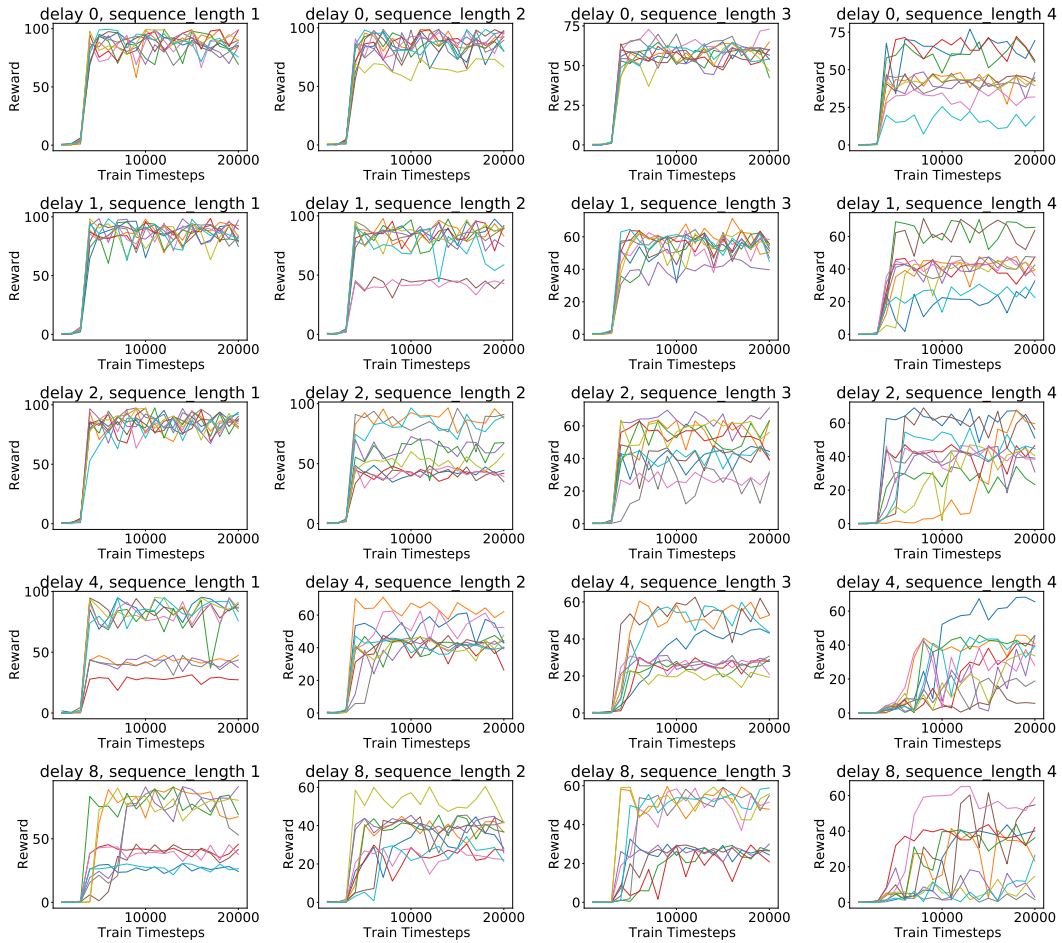 delay 0, sequence_length 1
delay 0, sequence_length 2
delay 0, sequence_length 3
delay 0, sequence_length 4
100
50
0
Reward
10000
20000
Train Timesteps
100
50
0
Reward
10000
20000
Train Timesteps
75
50
25
0
Reward
10000
20000
Train Timesteps
75
50
25
0
Reward
10000
20000
Train Timesteps
delay 1, sequence_length 1
delay 1, sequence_length 2
delay 1, sequence_length 3
delay 1, sequence_length 4
100
50
0
Reward
10000
20000
Train Timesteps
100
50
0
Reward
10000
20000
Train Timesteps
60
40
20
0
Reward
10000
20000
Train Timesteps
60
40
20
0
Reward
10000
20000
Train Timesteps
delay 2, sequence_length 1
delay 2, sequence_length 2
delay 2, sequence_length 3
delay 2, sequence_length 4
100
50
0
Reward
10000
20000
Train Timesteps
100
50
0
Reward
10000
20000
Train Timesteps
60
40
20
0
Reward
10000
20000
Train Timesteps
60
40
20
0
Reward
10000
20000
Train Timesteps
delay 4, sequence_length 1
delay 4, sequence_length 2
delay 4, sequence_length 3
delay 4, sequence_length 4
100
50
0
Reward
10000
20000
Train Timesteps
60
40
20
0
Reward
10000
20000
Train Timesteps
60
40
20
0
Reward
10000
20000
Train Timesteps
60
40
20
0
Reward
10000
20000
Train Timesteps
delay 8, sequence_length 1
delay 8, sequence_length 2
delay 8, sequence_length 3
delay 8, sequence_length 4
50
0
Reward
10000
20000
Train Timesteps
60
40
20
0
Reward
10000
20000
Train Timesteps
60
40
20
0
Reward
10000
20000
Train Timesteps
60
40
20
0
Reward
10000
20000
Train Timesteps